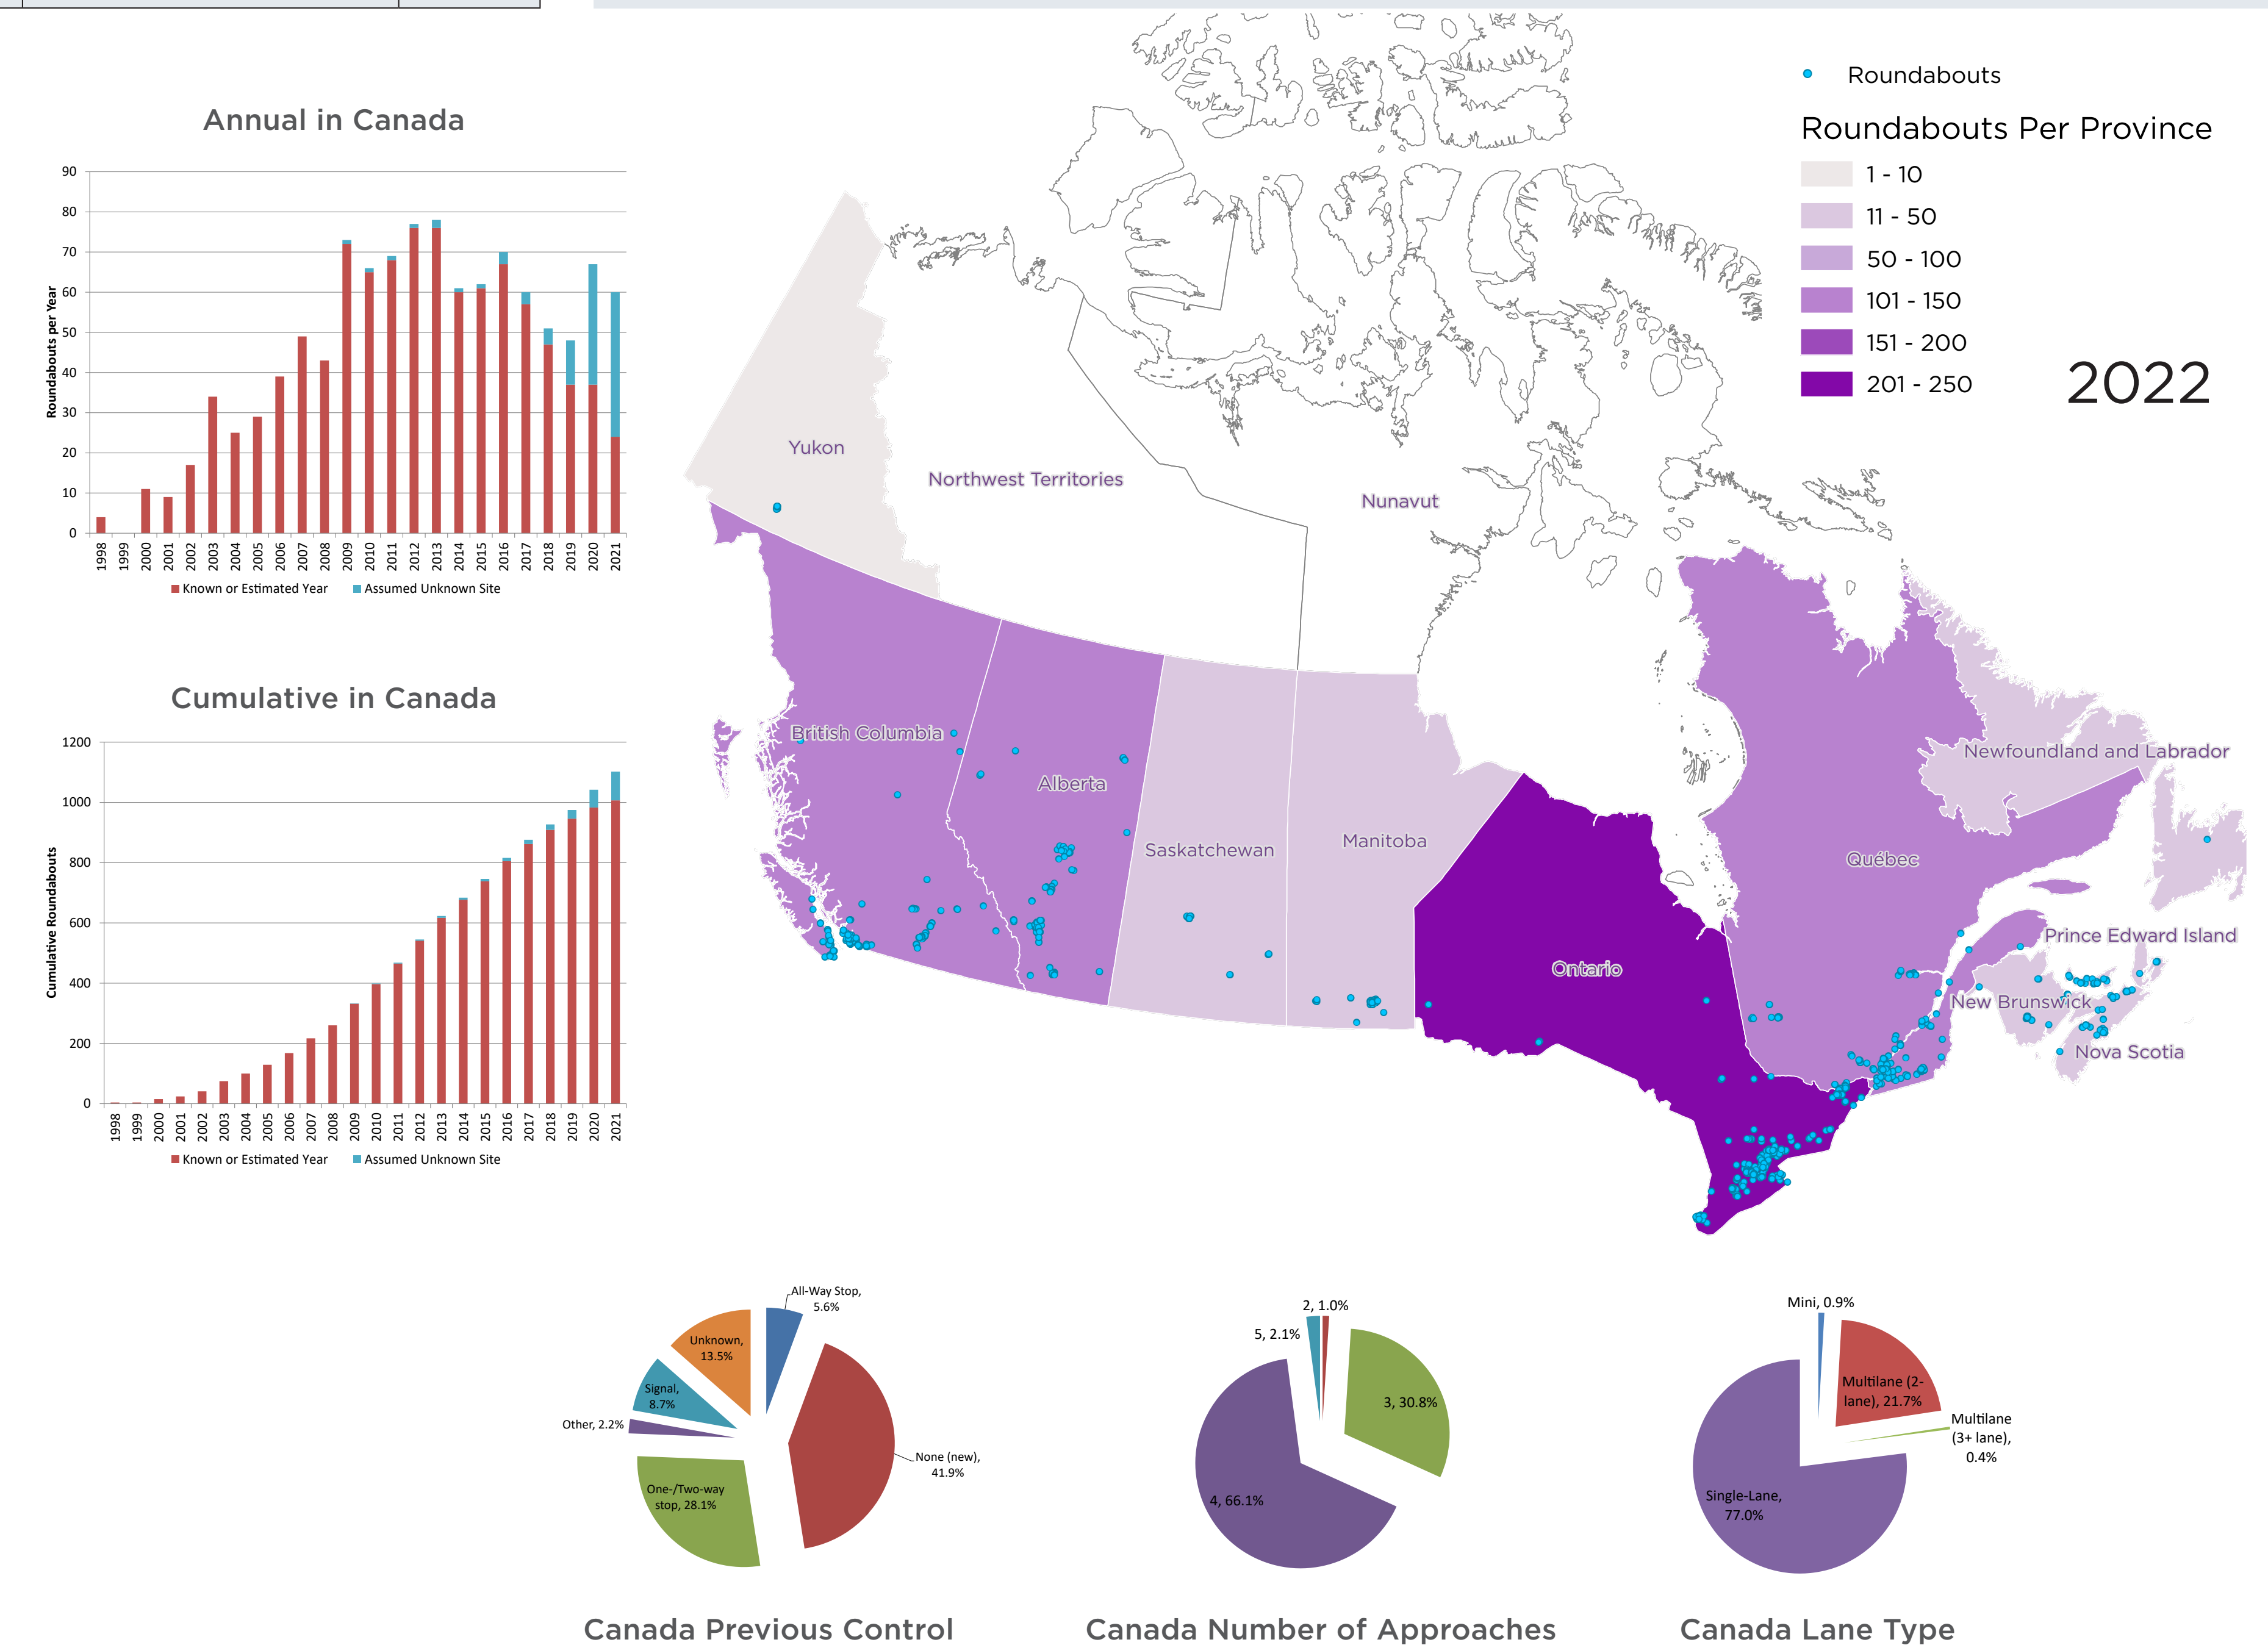 Annual in Canada
90
80
70
60
50
40
30
20
10
0
Roundabouts per Year
1998
1999
2000
2001
2002
2003
2004
2005
2006
2007
2008
2009
2010
2011
2012
2013
2014
2015
2016
2017
2018
2019
2020
2021
Known or Estimated Year
Assumed Unknown Site
Cumulative in Canada
1200
1000
800
600
400
200
0
Cumulative Roundabouts
1998
1999
2000
2001
2002
2003
2004
2005
2006
2007
2008
2009
2010
2011
2012
2013
2014
2015
2016
2017
2018
2019
2020
2021
Known or Estimated Year
Assumed Unknown Site
Roundabouts
Roundabouts Per Province
1 - 10
11 - 50
50 - 100
101 - 150
151 - 200
201 - 250
2022
Yukon
Northwest Territories
Nunavut
British Columbia
Alberta
Saskatchewan
Manitoba
Ontario
Québec
Newfoundland and Labrador
Prince Edward Island
New Brunswick
Nova Scotia
All-Way Stop,
5.6%
Unknown,
13.5%
Signal,
8.7%
Other, 2.2%
None (new),
41.9%
One-/Two-way
stop, 28.1%
Canada Previous Control
2, 1.0%
5, 2.1%
3, 30.8%
4, 66.1%
Canada Number of Approaches
Mini, 0.9%
Multilane (2-
lane), 21.7%
Multilane
(3+ lane),
0.4%
Single-Lane,
77.0%
Canada Lane Type